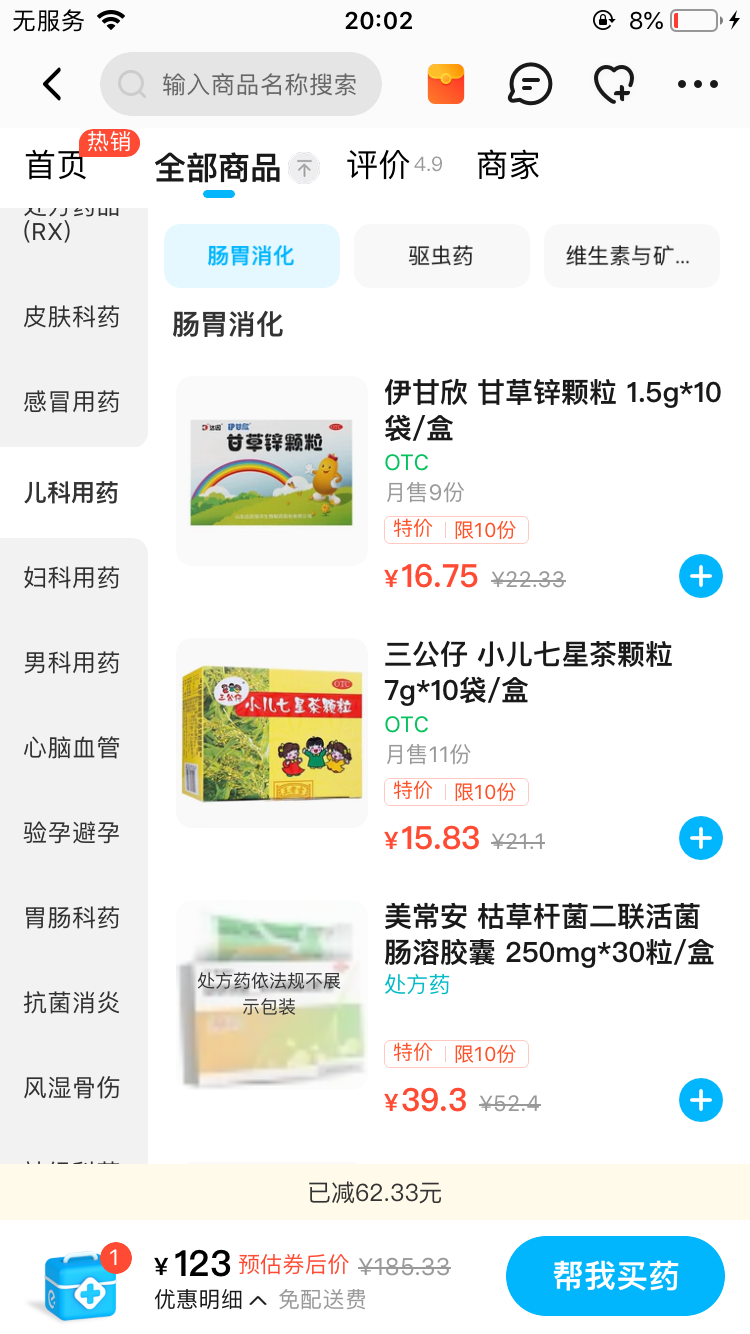 无服务
20:02
8%
输入商品名称搜索
热销
首页
全部商品
评价 4.9
商家
(RX)
皮肤科药
感冒用药
儿科用药
妇科用药
男科用药
心脑血管
验孕避孕
胃肠科药
抗菌消炎
风湿骨伤
肠胃消化
驱虫药
维生素与矿...
肠胃消化
伊甘欣
甘草锌颗粒
伊甘欣 甘草锌颗粒 1.5g*10
袋/盒
OTC
月售9份
特价 限10份
¥16.75 ¥22.33
三公仔
OTC
小儿七星茶颗粒
三公仔 小儿七星茶颗粒
7g*10袋/盒
OTC
月售11份
特价 限10份
¥15.83 ¥21.1
处方药依法规不展
示包装
美常安 枯草杆菌二联活菌
肠溶胶囊 250mg*30粒/盒
处方药
特价 限10份
¥39.3 ¥52.4
已减62.33元
1
¥123 预估券后价 ¥185.33
优惠明细 免配送费
帮我买药